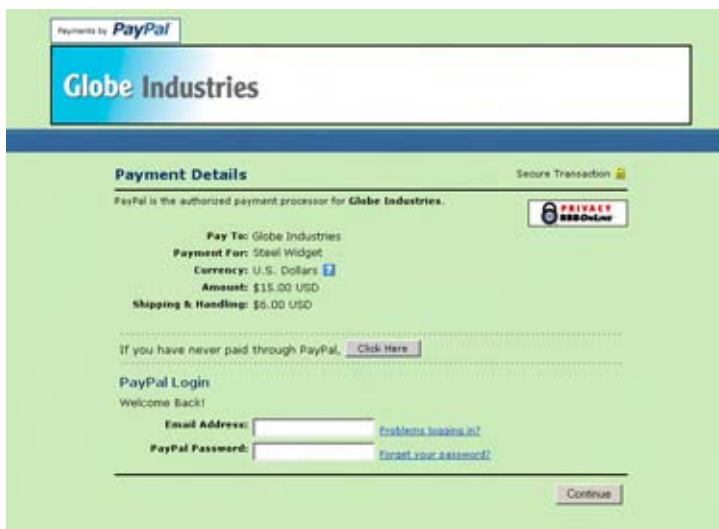 Payments by PayPal
Globe Industries
Payment Details
Secure Transaction
PayPal is the authorized payment processor for Globe Industries.
PRIVACY
BBBOnLine
Pay To: Globe Industries
Payment For: Steel Widget
Currency: U.S. Dollars ?
Amount: $15.00 USD
Shipping & Handling: $6.00 USD
If you have never paid through PayPal, Click Here
PayPal Login
Welcome Back!
Email Address: Problems logging in?
PayPal Password: Forget your password?
Continue